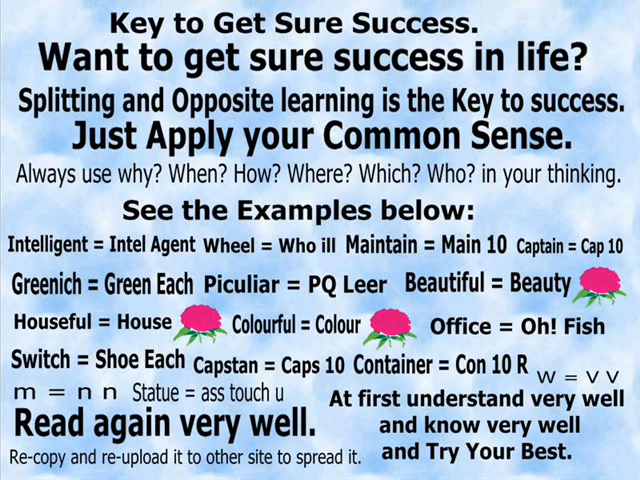 Key to Get Sure Success.
Want to get sure success in life?
Splitting and Opposite learning is the Key to success.
Just Apply your Common Sense.
Always use why? When? How? Where? Which? Who? in your thinking.
See the Examples below:
Intelligent = Intel Agent Wheel = Who ill Maintain = Main 10 Captain = Cap 10
Greenich = Green Each Piculiar = PQ Leer Beautiful = Beauty
Houseful = House Colourful = Colour Office = Oh! Fish
Switch = Shoe Each Capstan = Caps 10 Container = Con 10 R W = V V
m = n n Statue = ass touch u
Read again very well.
Re-copy and re-upload it to other site to spread it.
At first understand very well
and know very well
and Try Your Best.